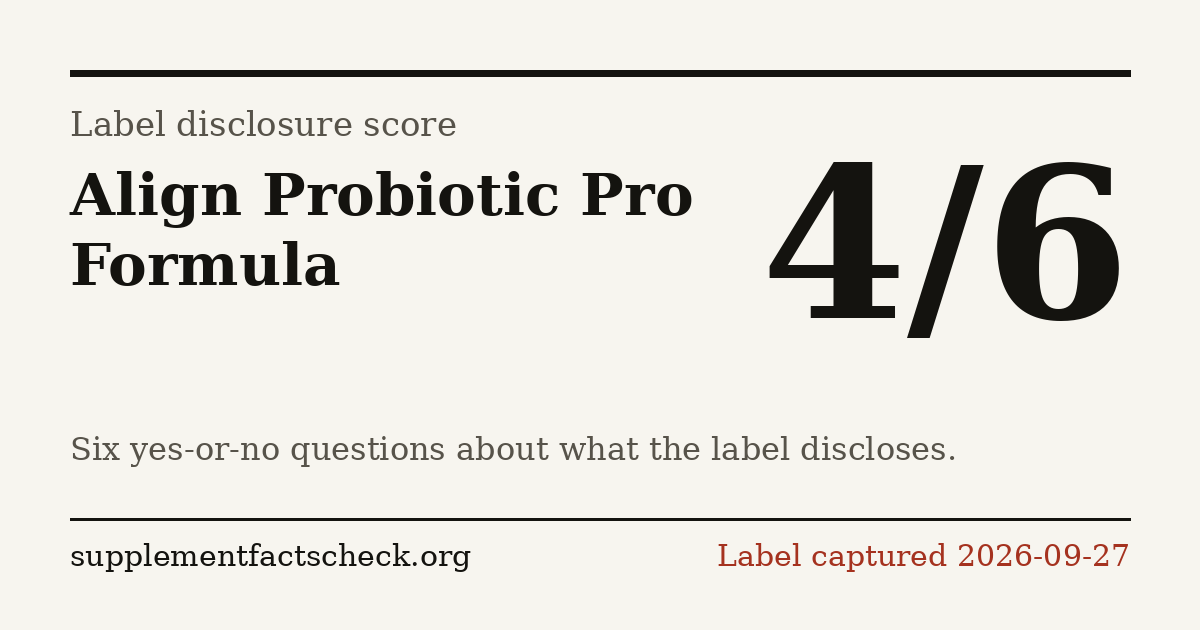 Label disclosure score
Align Probiotic Pro
Formula
4/6
Six yes-or-no questions about what the label discloses.
supplementfactscheck.org
Label captured 2026-09-27